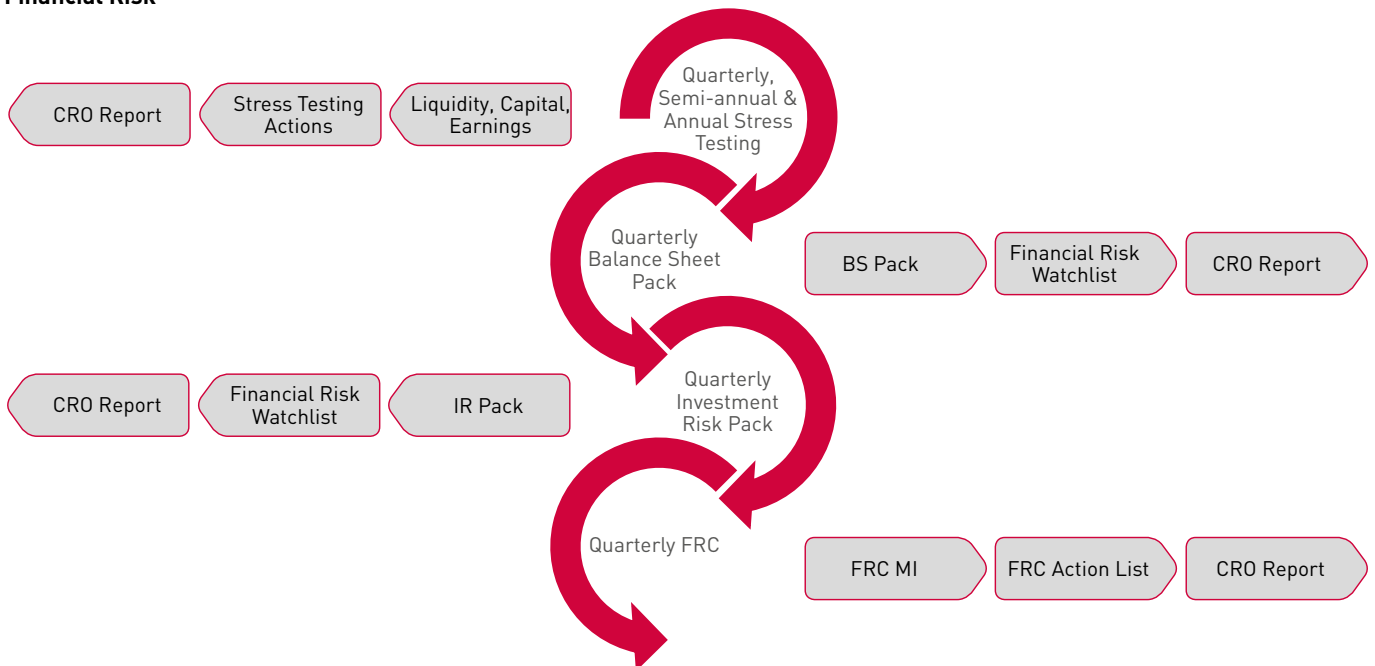 Financial Risk
Quarterly,
Semi-annual &
Annual Stress
Testing
CRO Report
Stress Testing
Actions
Liquidity, Capital,
Earnings
Quarterly
Balance Sheet
Pack
BS Pack
Financial Risk
Watchlist
CRO Report
Quarterly
Investment
Risk Pack
CRO Report
Financial Risk
Watchlist
IR Pack
Quarterly FRC
FRC MI
FRC Action List
CRO Report